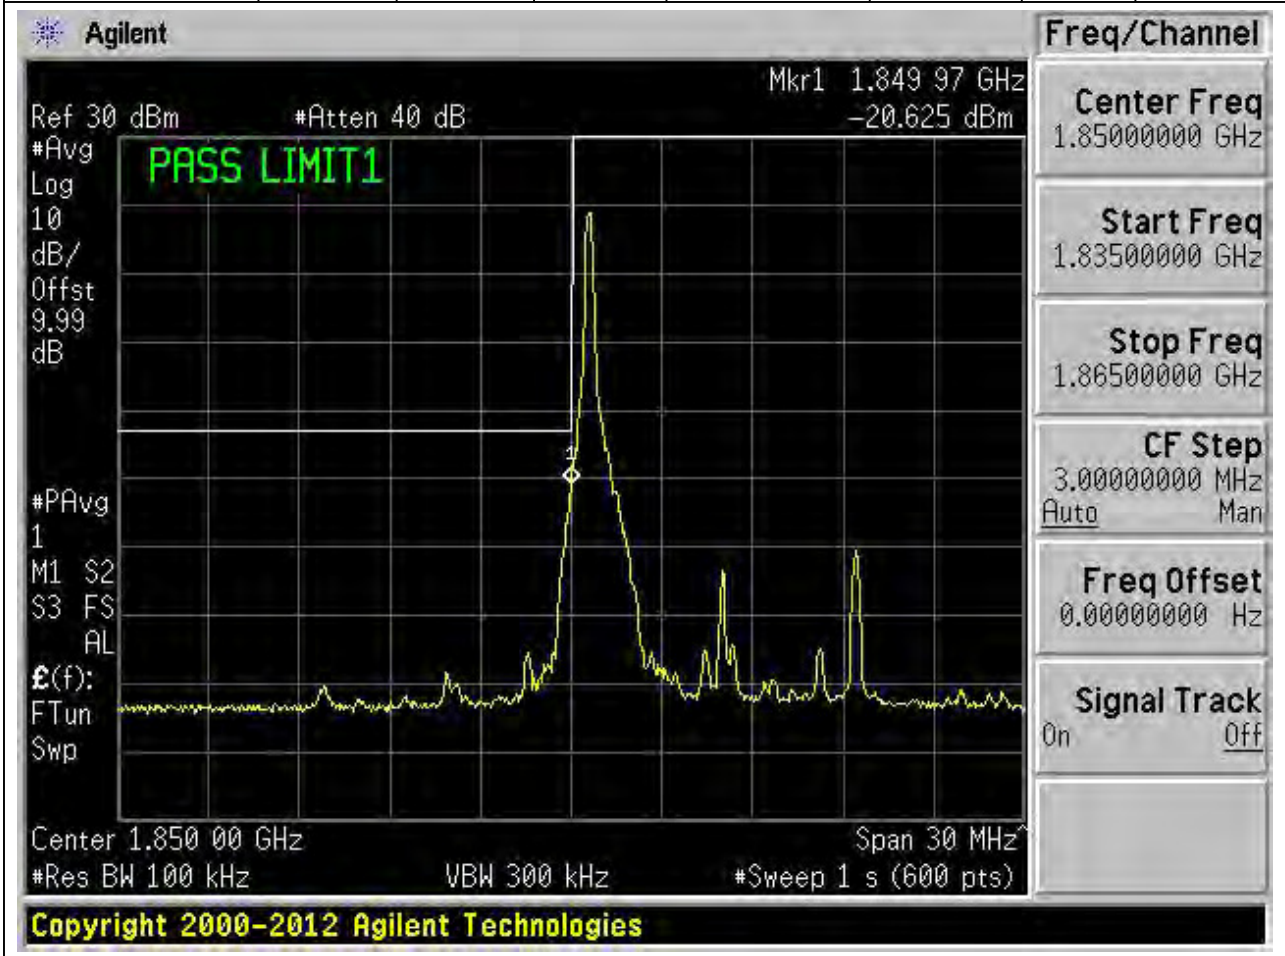 Agilent
Freq/Channel
Mkr1 1.849 97 GHz
Ref 30 dBm #Atten 40 dB -20.625 dBm
#Avg
Log
10
dB/
Offst
9.99
dB
PASS LIMIT1
1
#PAvg
1
M1 S2
S3 FS
AL
£(f):
FTun
Swp
Center 1.850 00 GHz Span 30 MHz^
#Res BW 100 kHz VBW 300 kHz #Sweep 1 s (600 pts)
Copyright 2000-2012 Agilent Technologies
Center Freq
1.85000000 GHz
Start Freq
1.83500000 GHz
Stop Freq
1.86500000 GHz
CF Step
3.00000000 MHz
Auto Man
Freq Offset
0.00000000 Hz
Signal Track
On Off